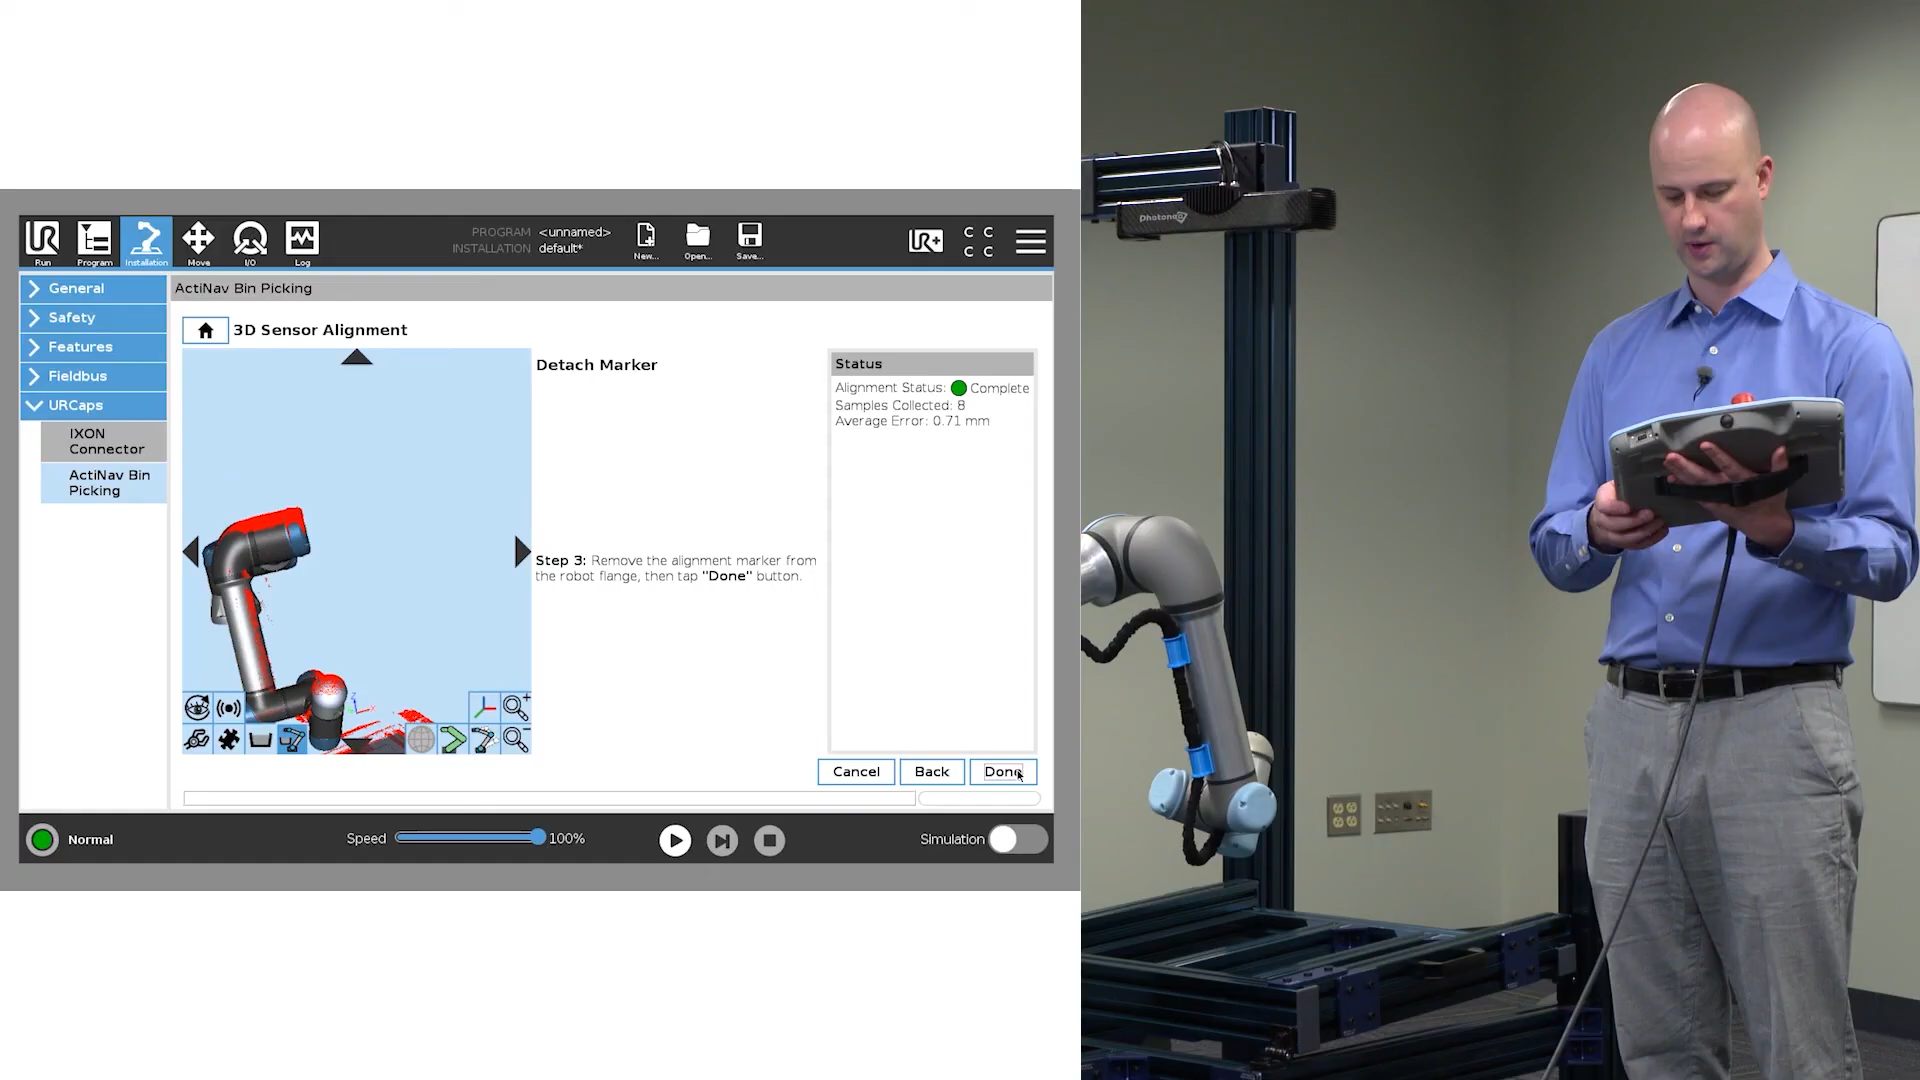 UR
Run
Program
Installation
Move
I/O
Log
PROGRAM <unnamed>
INSTALLATION default*
New...
Open...
Save...
UR+
C C
C C
General
Safety
Features
Fieldbus
URCaps
IXON
Connector
ActiNav Bin
Picking
ActiNav Bin Picking
3D Sensor Alignment
Detach Marker
Step 3: Remove the alignment marker from
the robot flange, then tap "Done" button.
Status
Alignment Status: Complete
Samples Collected: 8
Average Error: 0.71 mm
Cancel
Back
Done
Normal
Speed
100%
Simulation
Photoneo